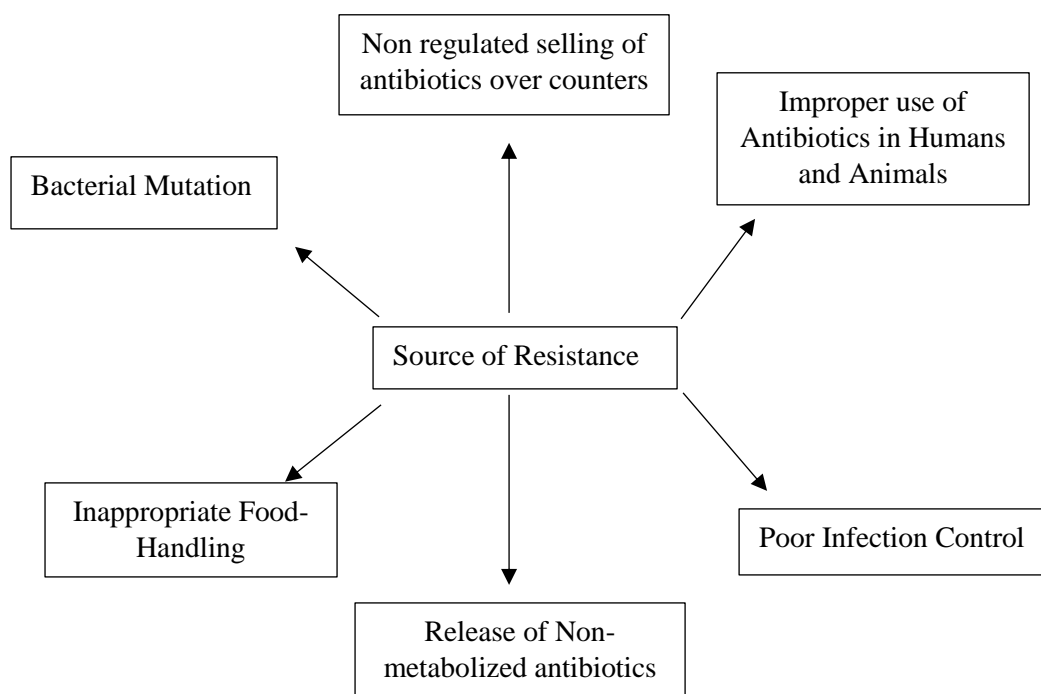 Non regulated selling of
antibiotics over counters
Improper use of
Antibiotics in Humans
and Animals
Bacterial Mutation
Source of Resistance
Inappropriate Food-
Handling
Poor Infection Control
Release of Non-
metabolized antibiotics